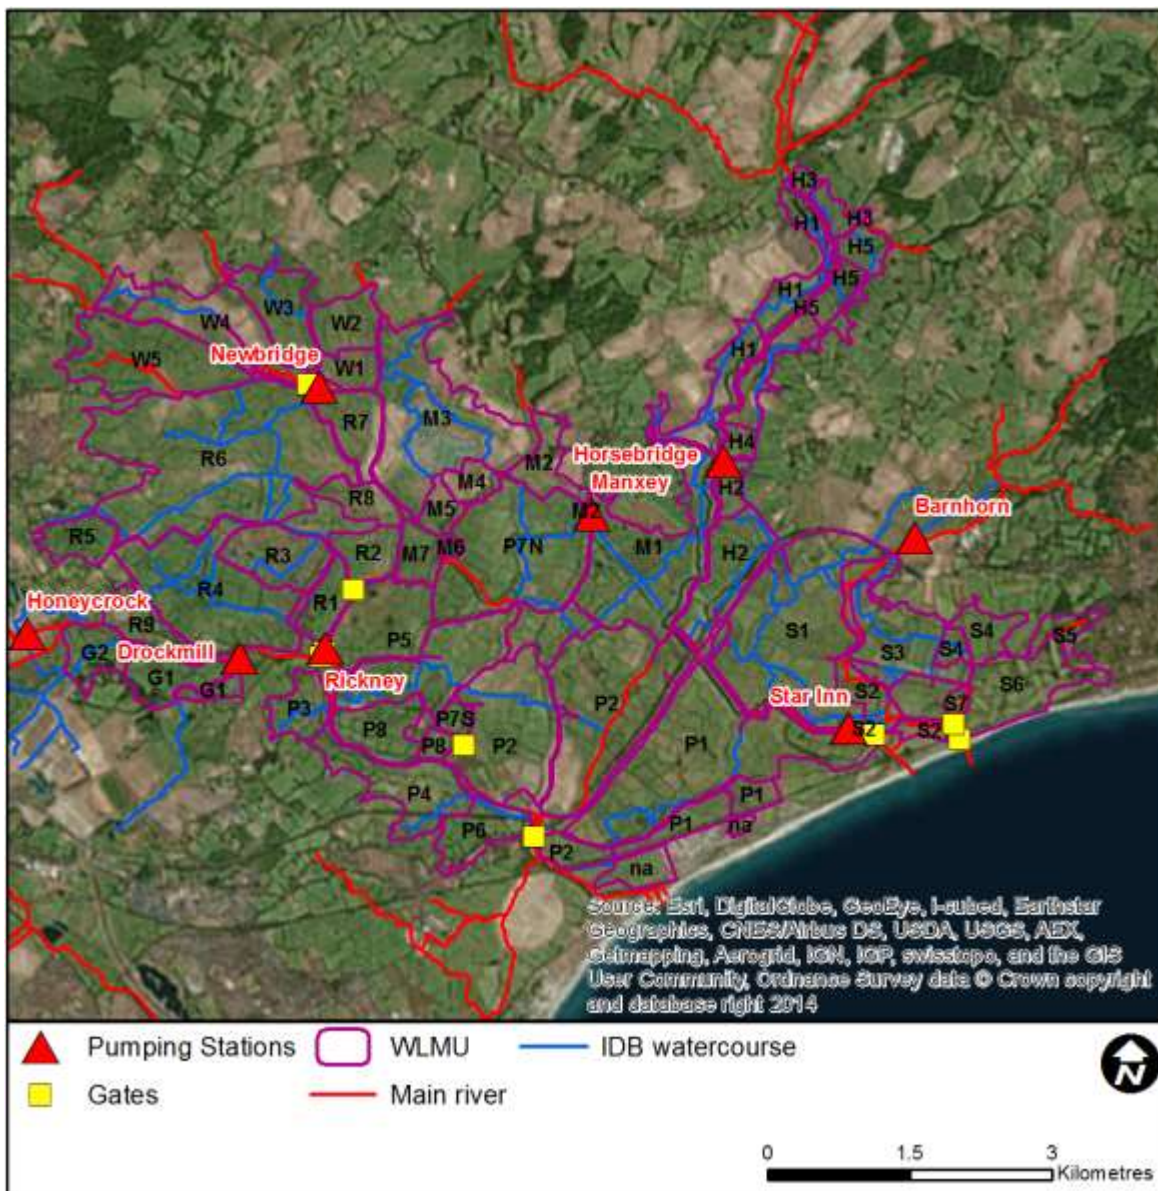 H3
H1
H3
H5
H5
H1
H5
W3
W4
W2
H1
W5
Newbridge
W1
R7
M3
H4
Horsebridge
R6
M2
M4
Manxey
H2
R8
M5
M2
Barnhorn
R5
R3
R2
M7
M6
P7N
M1
H2
R4
Honeycrock
R1
R9
S1
S4
S5
G2
Drockmill
P5
S3
S4
G1
G1
Rickney
S6
P3
P7S
P2
Star Inn
S2
S7
P8
P8
P2
P1
S2
S2
P4
P1
P6
P1
na
P2
na
Source: Esri, DigitalGlobe, GeoEye, i-cubed, Earthstar
Geographics, CNES/Airbus DS, USDA, USGS, AEX,
Getmapping, Aerogrid, IGN, IGP, swisstopo, and the GIS
User Community, Ordnance Survey data © Crown copyright
and database right 2014
Pumping Stations
WLMU
IDB watercourse
Gates
Main river
N
0 1.5 3
Kilometres